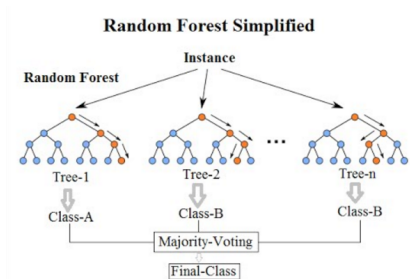 Random Forest Simplified
Instance
Random Forest
...
Tree-1
Tree-2
Tree-n
Class-A
Class-B
Class-B
Majority-Voting
Final-Class